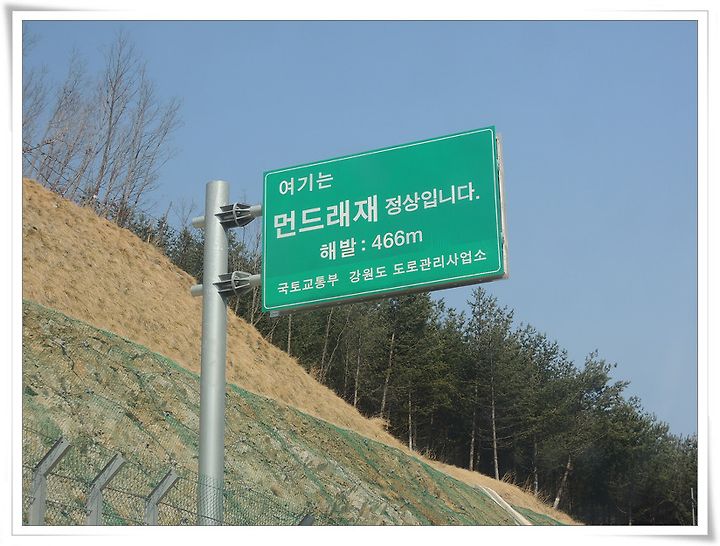 여기는
먼드래재 정상입니다.
해발 : 466m
국토교통부 강원도 도로관리사업소